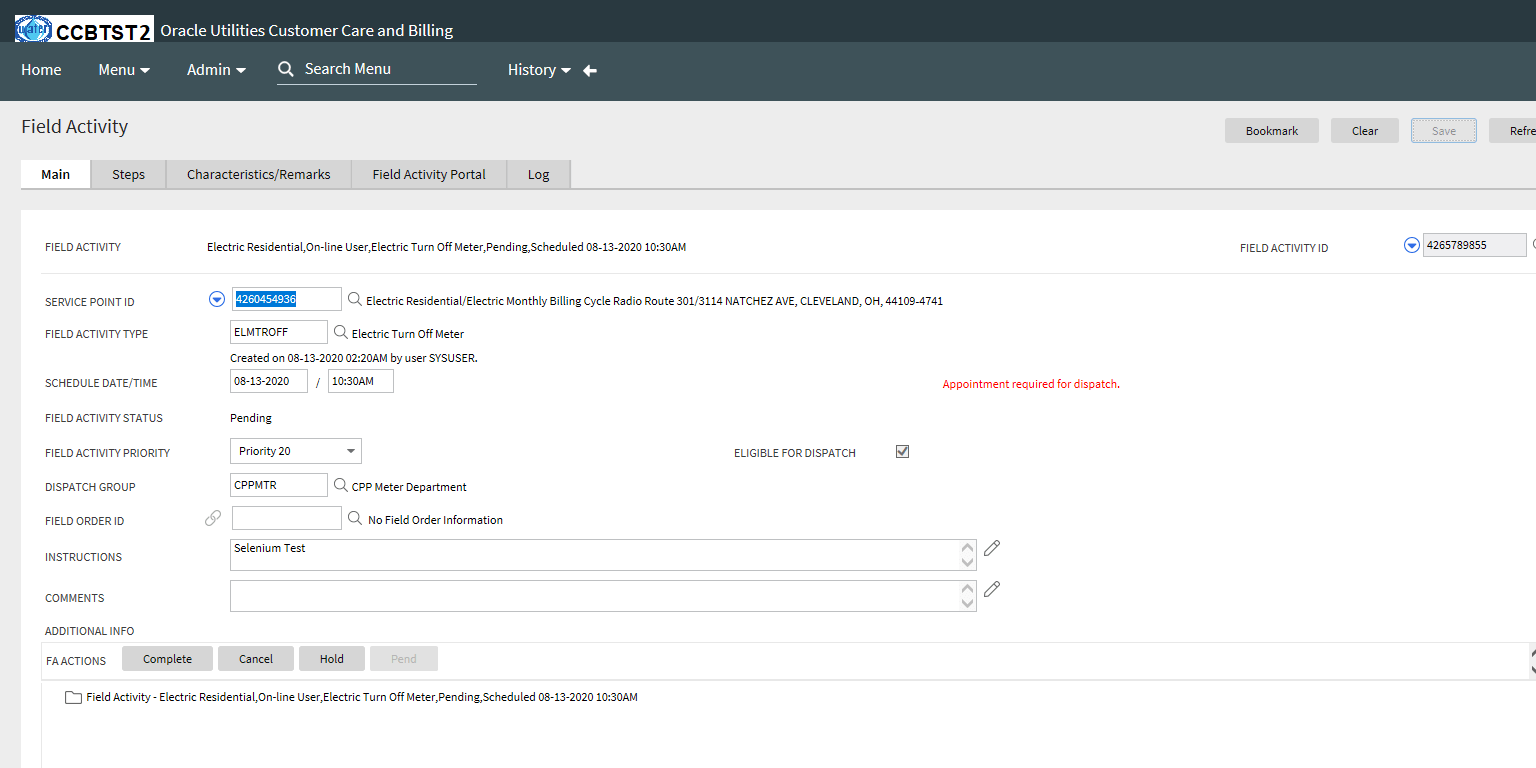 water CCBTST2 Oracle Utilities Customer Care and Billing
Home Menu Admin Search Menu History
Field Activity
Bookmark Clear Save Refre
Main Steps Characteristics/Remarks Field Activity Portal Log
FIELD ACTIVITY Electric Residential,On-line User,Electric Turn Off Meter,Pending,Scheduled 08-13-2020 10:30AM FIELD ACTIVITY ID 4265789855
SERVICE POINT ID 4260454936 Electric Residential/Electric Monthly Billing Cycle Radio Route 301/3114 NATCHEZ AVE, CLEVELAND, OH, 44109-4741
FIELD ACTIVITY TYPE ELMTROFF Electric Turn Off Meter
Created on 08-13-2020 02:20AM by user SYSUSER.
SCHEDULE DATE/TIME 08-13-2020 / 10:30AM Appointment required for dispatch.
FIELD ACTIVITY STATUS Pending
FIELD ACTIVITY PRIORITY Priority 20 ELIGIBLE FOR DISPATCH
DISPATCH GROUP CPPMTR CPP Meter Department
FIELD ORDER ID No Field Order Information
INSTRUCTIONS Selenium Test
COMMENTS
ADDITIONAL INFO
FA ACTIONS Complete Cancel Hold Pend
Field Activity - Electric Residential,On-line User,Electric Turn Off Meter,Pending,Scheduled 08-13-2020 10:30AM